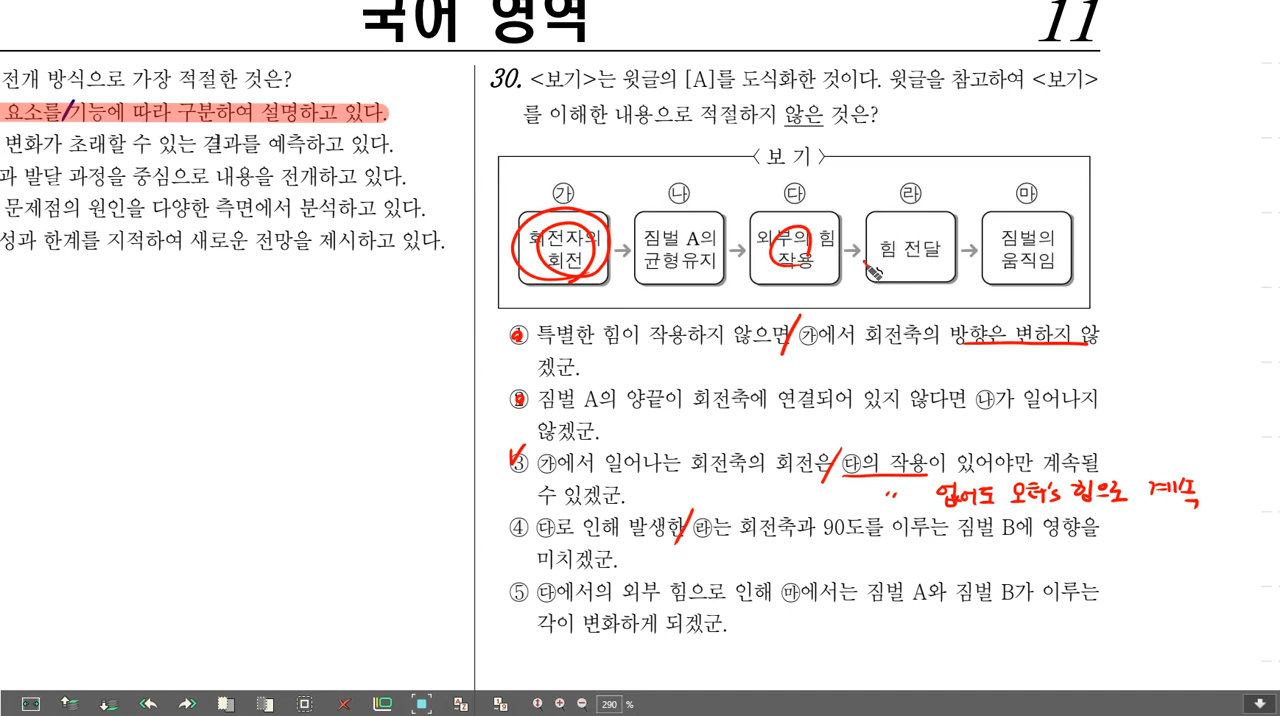 국어 영역
11
전개 방식으로 가장 적절한 것은?
요소를/기능에 따라 구분하여 설명하고 있다.
변화가 초래할 수 있는 결과를 예측하고 있다.
과 발달 과정을 중심으로 내용을 전개하고 있다.
문제점의 원인을 다양한 측면에서 분석하고 있다.
성과 한계를 지적하여 새로운 전망을 제시하고 있다.
30. <보기>는 윗글의 [A]를 도식화한 것이다. 윗글을 참고하여 <보기>
를 이해한 내용으로 적절하지 않은 것은?
〈보 기〉
㉮ ㉯ ㉰ ㉱ ㉲
회전자의 회전 → 짐벌 A의 균형유지 → 외부의 힘 작용 → 힘 전달 → 짐벌의 움직임
① 특별한 힘이 작용하지 않으면/㉮에서 회전축의 방향은 변하지 않
겠군.
② 짐벌 A의 양끝이 회전축에 연결되어 있지 않다면 ㉯가 일어나지
않겠군.
③ ㉮에서 일어나는 회전축의 회전은/㉰의 작용이 있어야만 계속될
수 있겠군. 〃 없어도 모터's 힘으로 계속
④ ㉰로 인해 발생한/㉱는 회전축과 90도를 이루는 짐벌 B에 영향을
미치겠군.
⑤ ㉰에서의 외부 힘으로 인해 ㉲에서는 짐벌 A와 짐벌 B가 이루는
각이 변화하게 되겠군.
290 %